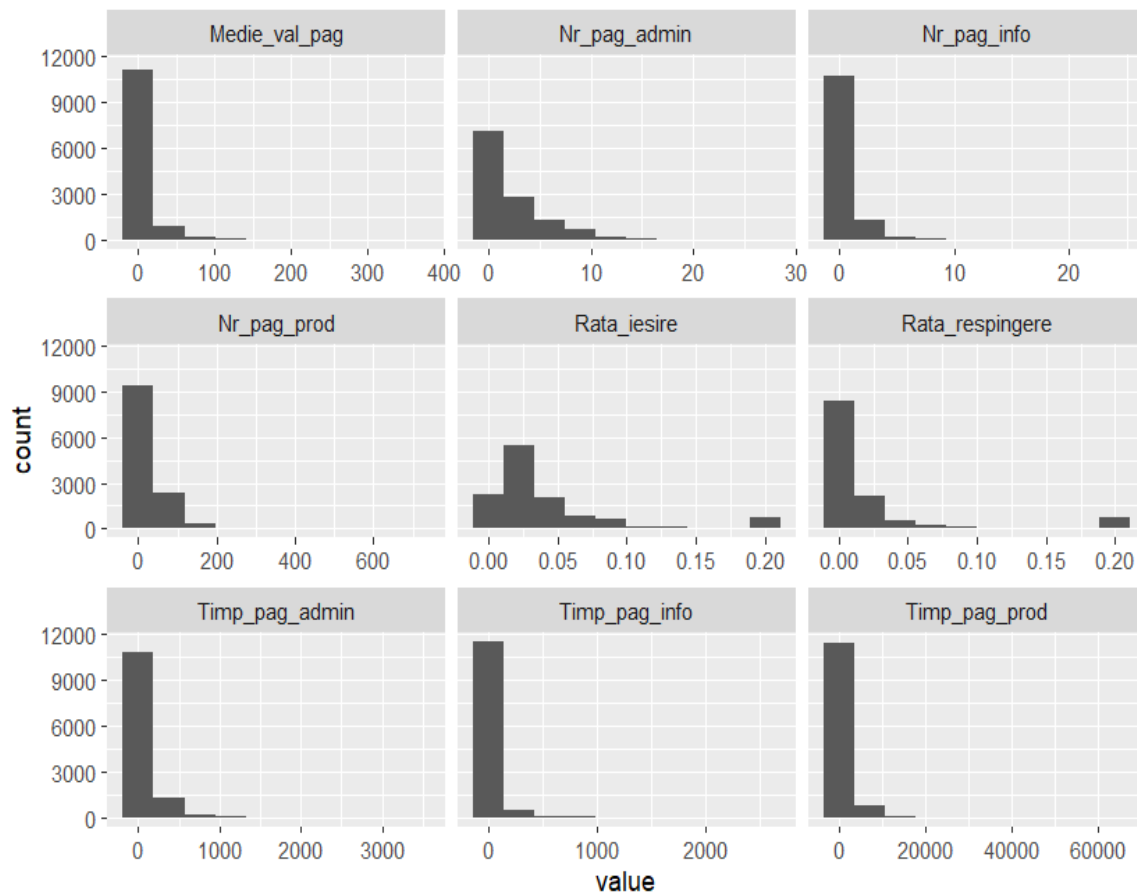 Medie_val_pag Nr_pag_admin Nr_pag_info
12000
9000
6000
3000
0
0 100 200 300 400 0 10 20 30 0 10 20
Nr_pag_prod Rata_iesire Rata_respingere
12000
9000
6000
3000
0
0 200 400 600 0.00 0.05 0.10 0.15 0.20 0.00 0.05 0.10 0.15 0.20
count
Timp_pag_admin Timp_pag_info Timp_pag_prod
12000
9000
6000
3000
0
0 1000 2000 3000 0 1000 2000 0 20000 40000 60000
value